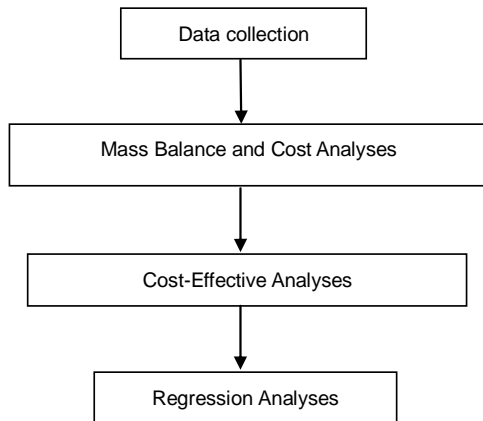 Data collection
Mass Balance and Cost Analyses
Cost-Effective Analyses
Regression Analyses